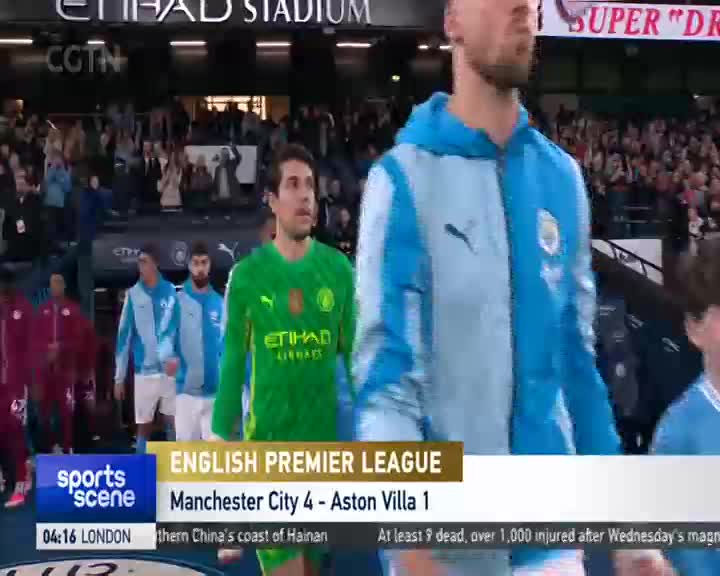 ETIHAD STADIUM
SUPER "DR
CGTN
ETIHAD
AIRWAYS
ENGLISH PREMIER LEAGUE
sports
scene
Manchester City 4 - Aston Villa 1
04:16 LONDON
thern China's coast of Hainan
At least 9 dead, over 1,000 injured after Wednesday's magn